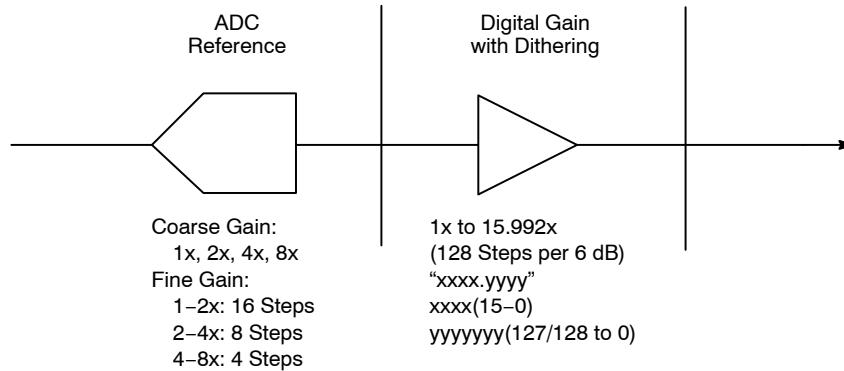 ADC
Reference
Digital Gain
with Dithering
Coarse Gain:
1x, 2x, 4x, 8x
Fine Gain:
1−2x: 16 Steps
2−4x: 8 Steps
4−8x: 4 Steps
1x to 15.992x
(128 Steps per 6 dB)
“xxxx.yyyy”
xxxx(15−0)
yyyyyyy(127/128 to 0)